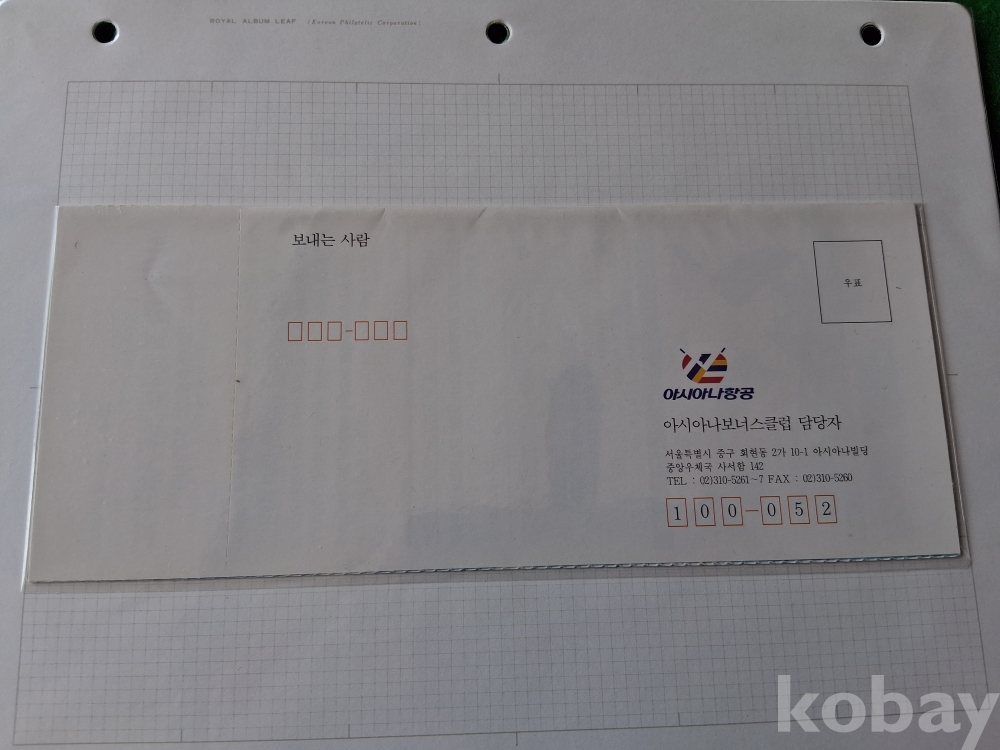 ROYAL ALBUM LEAF (Korean Philatelic Corporation)
보내는 사람
우표
아시아나항공
아시아나보너스클럽 담당자
서울특별시 중구 회현동 2가 10-1 아시아나빌딩
중앙우체국 사서함 142
TEL : 02)310-5261~7 FAX : 02)310-5260
100-052
kobay